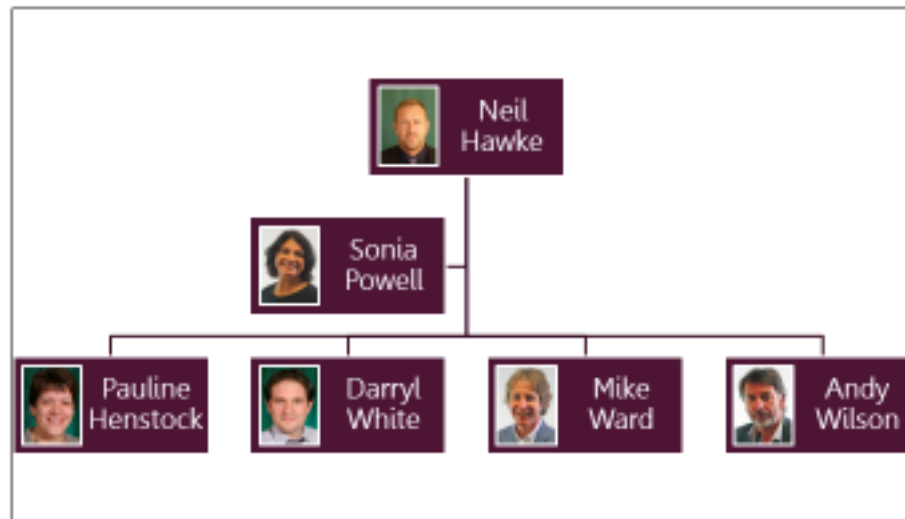 Neil
Hawke
Sonia
Powell
Pauline
Henstock
Darryl
White
Mike
Ward
Andy
Wilson